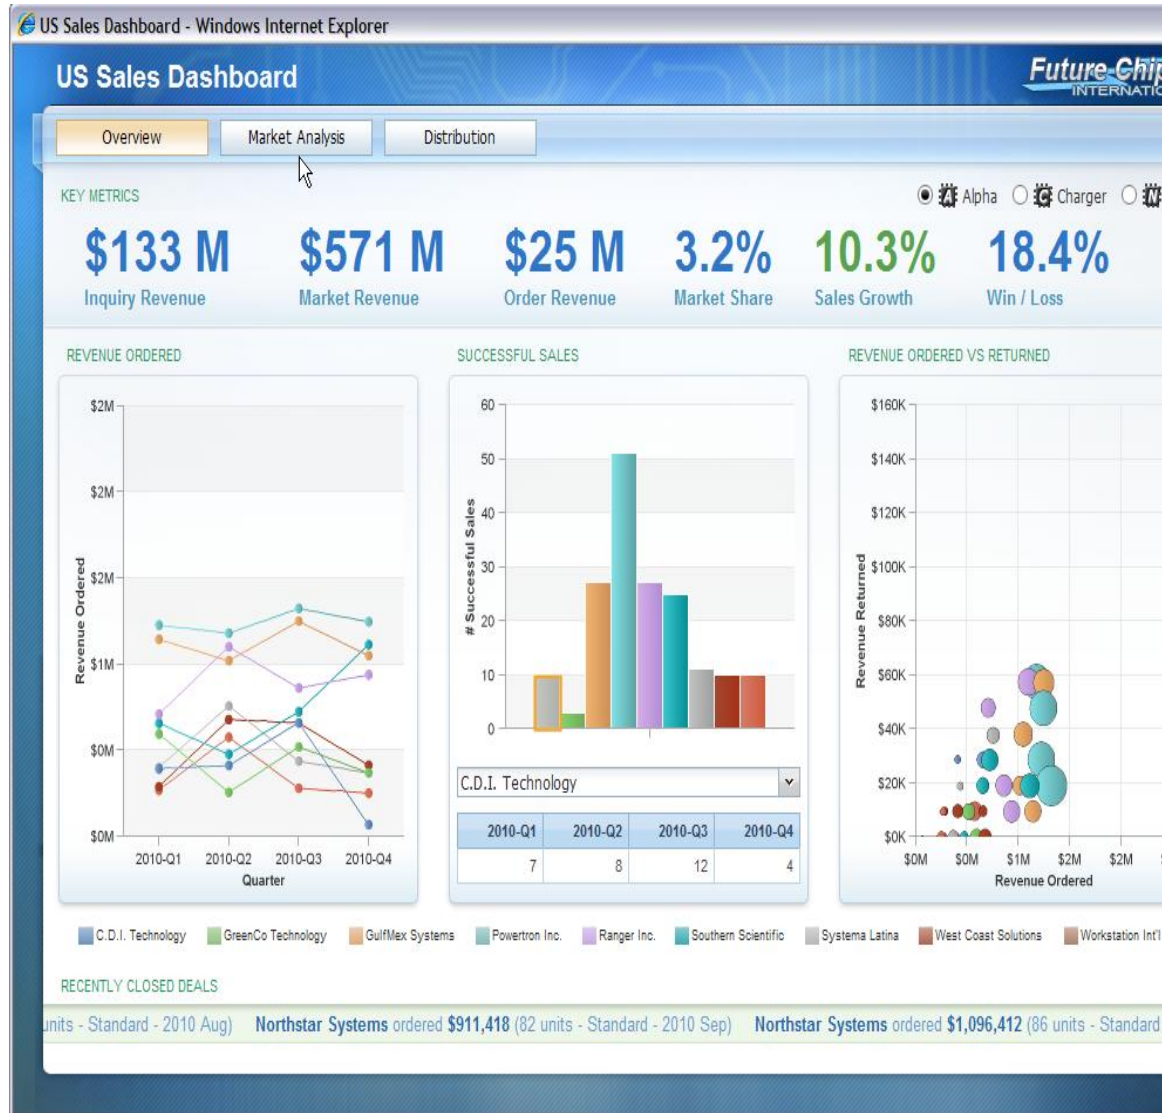 US Sales Dashboard - Windows Internet Explorer
US Sales Dashboard
Future Chip
INTERNATIO
Overview Market Analysis Distribution
KEY METRICS
A Alpha C Charger N
$133 M $571 M $25 M 3.2% 10.3% 18.4%
Inquiry Revenue Market Revenue Order Revenue Market Share Sales Growth Win / Loss
REVENUE ORDERED
$2M
$2M
$2M
$1M
$0M
$0M
Revenue Ordered
2010-Q1 2010-Q2 2010-Q3 2010-Q4
Quarter
SUCCESSFUL SALES
60
50
40
30
20
10
0
# Successful Sales
C.D.I. Technology
2010-Q1 2010-Q2 2010-Q3 2010-Q4
7 8 12 4
REVENUE ORDERED VS RETURNED
$160K
$140K
$120K
$100K
$80K
$60K
$40K
$20K
$0K
Revenue Returned
$0M $0M $1M $2M $2M
Revenue Ordered
C.D.I. Technology GreenCo Technology GulfMex Systems Powertron Inc. Ranger Inc. Southern Scientific Systema Latina West Coast Solutions Workstation Int'l
RECENTLY CLOSED DEALS
units - Standard - 2010 Aug) Northstar Systems ordered $911,418 (82 units - Standard - 2010 Sep) Northstar Systems ordered $1,096,412 (86 units - Standard